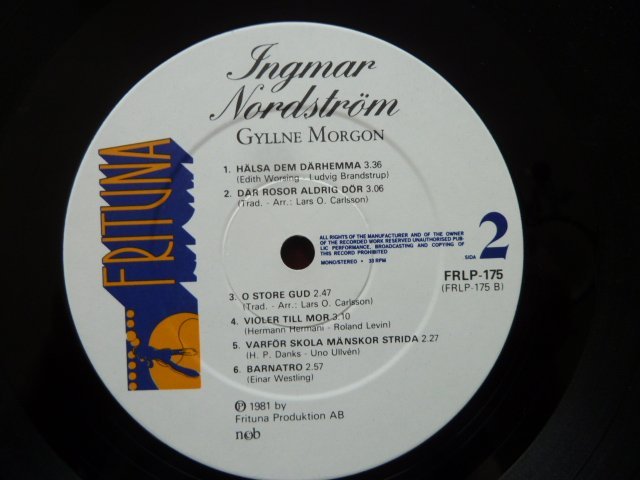 Ingmar
Nordström
GYLLNE MORGON
FRITUNA
1. HÄLSA DEM DÄRHEMMA 3.36
(Edith Worsing - Ludvig Brandstrup)
2. DÄR ROSOR ALDRIG DÖR 3.06
(Trad. - Arr.: Lars O. Carlsson)
ALL RIGHTS OF THE MANUFACTURER AND OF THE OWNER
OF THE RECORDED WORK RESERVED UNAUTHORISED PUB-
LIC PERFORMANCE, BROADCASTING AND COPYING OF
THIS RECORD PROHIBITED
MONO/STEREO • 33 RPM
SIDA 2
FRLP-175
(FRLP-175 B)
3. O STORE GUD 2.47
(Trad. - Arr.: Lars O. Carlsson)
4. VIOLER TILL MOR 3.10
(Hermann Hermani - Roland Levin)
5. VARFÖR SKOLA MÄNSKOR STRIDA 2.27
(H. P. Danks - Uno Ullvén)
6. BARNATRO 2.57
(Einar Westling)
℗ 1981 by
Frituna Produktion AB
ncb